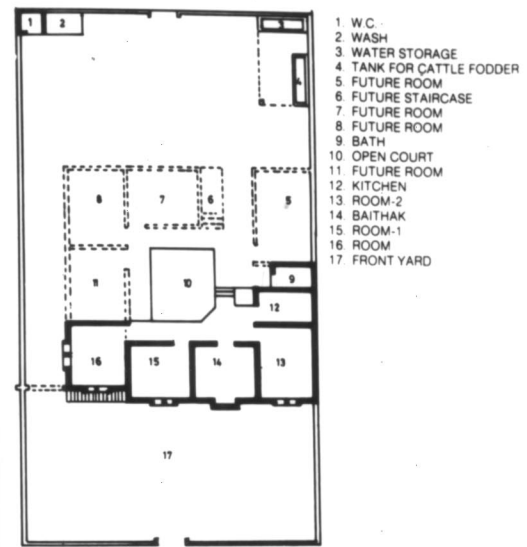 1 2 3
4
8 7 6 5
11 10 9
12
16 15 14 13
17
1. W.C.
2. WASH
3. WATER STORAGE
4. TANK FOR CATTLE FODDER
5. FUTURE ROOM
6. FUTURE STAIRCASE
7. FUTURE ROOM
8. FUTURE ROOM
9. BATH
10. OPEN COURT
11. FUTURE ROOM
12. KITCHEN
13. ROOM-2
14. BAITHAK
15. ROOM-1
16. ROOM
17. FRONT YARD